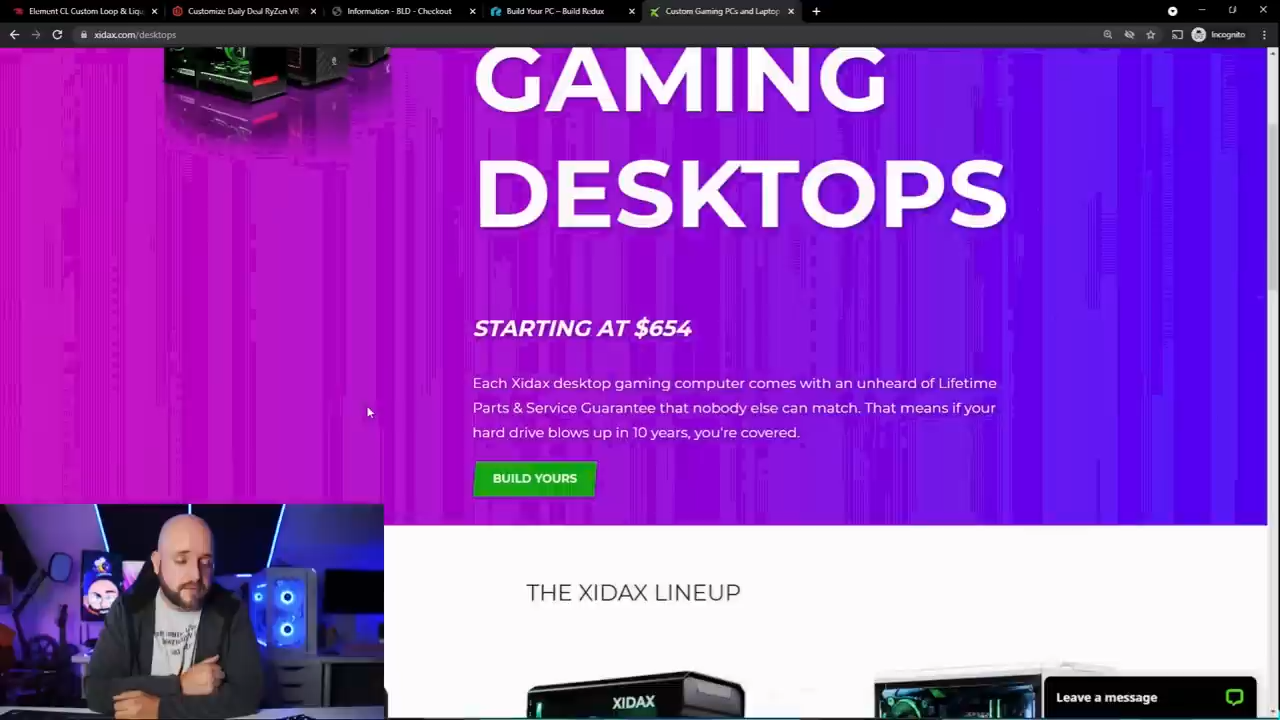 Element CL Custom Loop & Liqu
Customize Daily Deal RyZen VR
Information - BLD - Checkout
Build Your PC – Build Redux
Custom Gaming PCs and Laptop
xidax.com/desktops
Incognito
GAMING
DESKTOPS
STARTING AT $654
Each Xidax desktop gaming computer comes with an unheard of Lifetime
Parts & Service Guarantee that nobody else can match. That means if your
hard drive blows up in 10 years, you're covered.
BUILD YOURS
THE XIDAX LINEUP
XIDAX
Leave a message